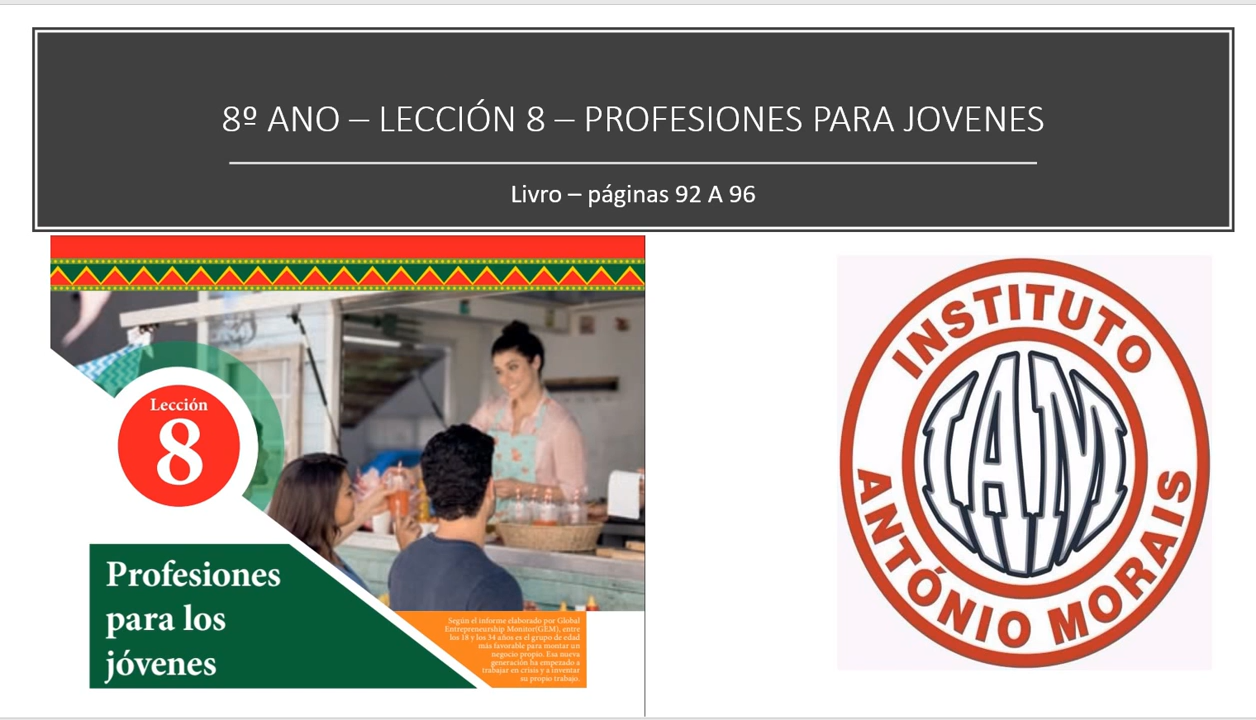 8º ANO – LECCIÓN 8 – PROFESIONES PARA JOVENES
Livro – páginas 92 A 96
Lección
8
Profesiones
para los
jóvenes
Según el informe elaborado por Global
Entrepreneurship Monitor(GEM), entre
los 18 y los 34 años es el grupo de edad
más favorable para montar un
negocio propio. Esa nueva
generación ha empezado a
trabajar en crisis y a inventar
su propio trabajo.
INSTITUTO
IAM
ANTÓNIO MORAIS